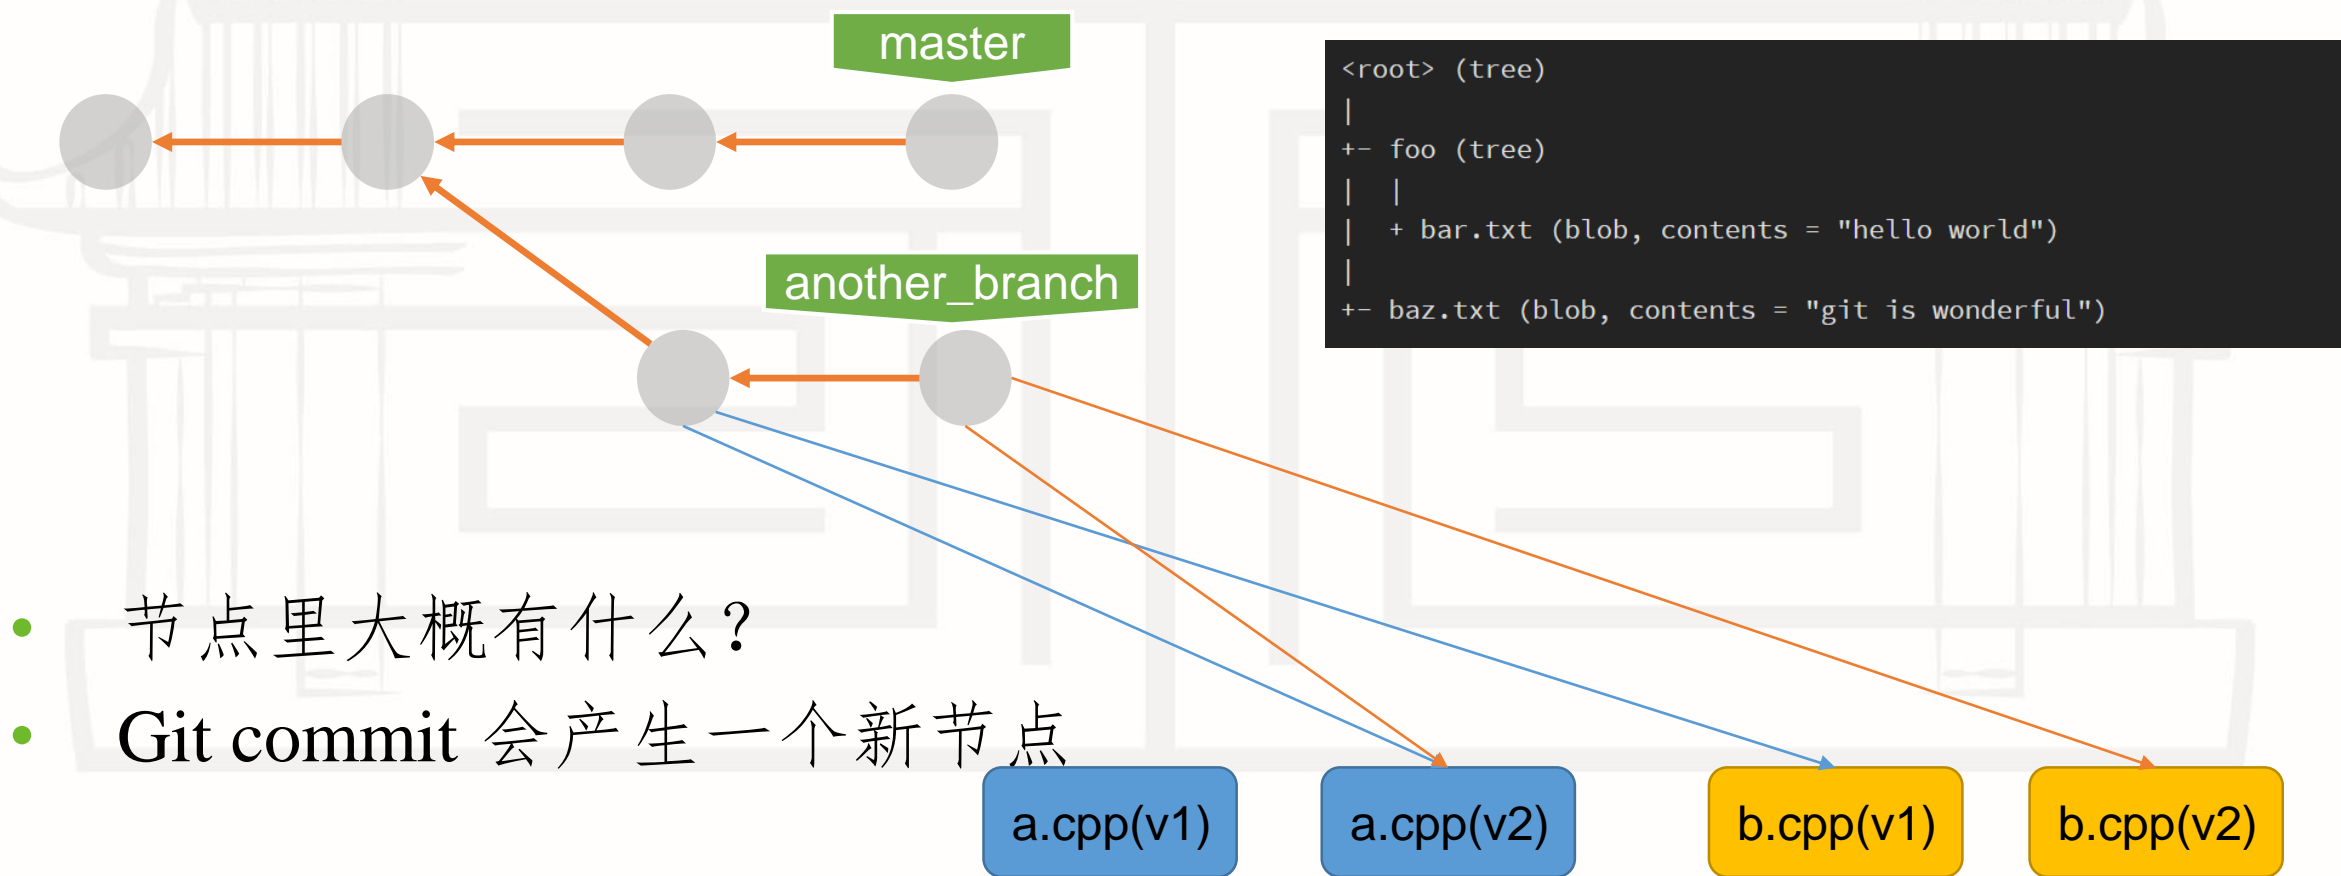 master
<root> (tree)
|
+- foo (tree)
|  |
|  + bar.txt (blob, contents = "hello world")
|
+- baz.txt (blob, contents = "git is wonderful")
another_branch
• 节点里大概有什么?
• Git commit 会产生一个新节点
a.cpp(v1)
a.cpp(v2)
b.cpp(v1)
b.cpp(v2)